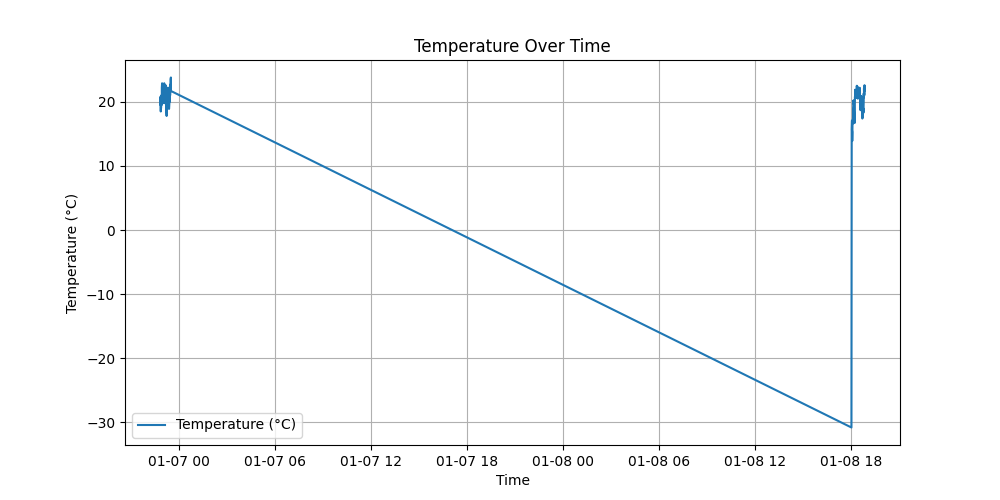 Temperature Over Time
Temperature (°C)
20
10
0
−10
−20
−30
Temperature (°C)
01-07 00 01-07 06 01-07 12 01-07 18 01-08 00 01-08 06 01-08 12 01-08 18
Time